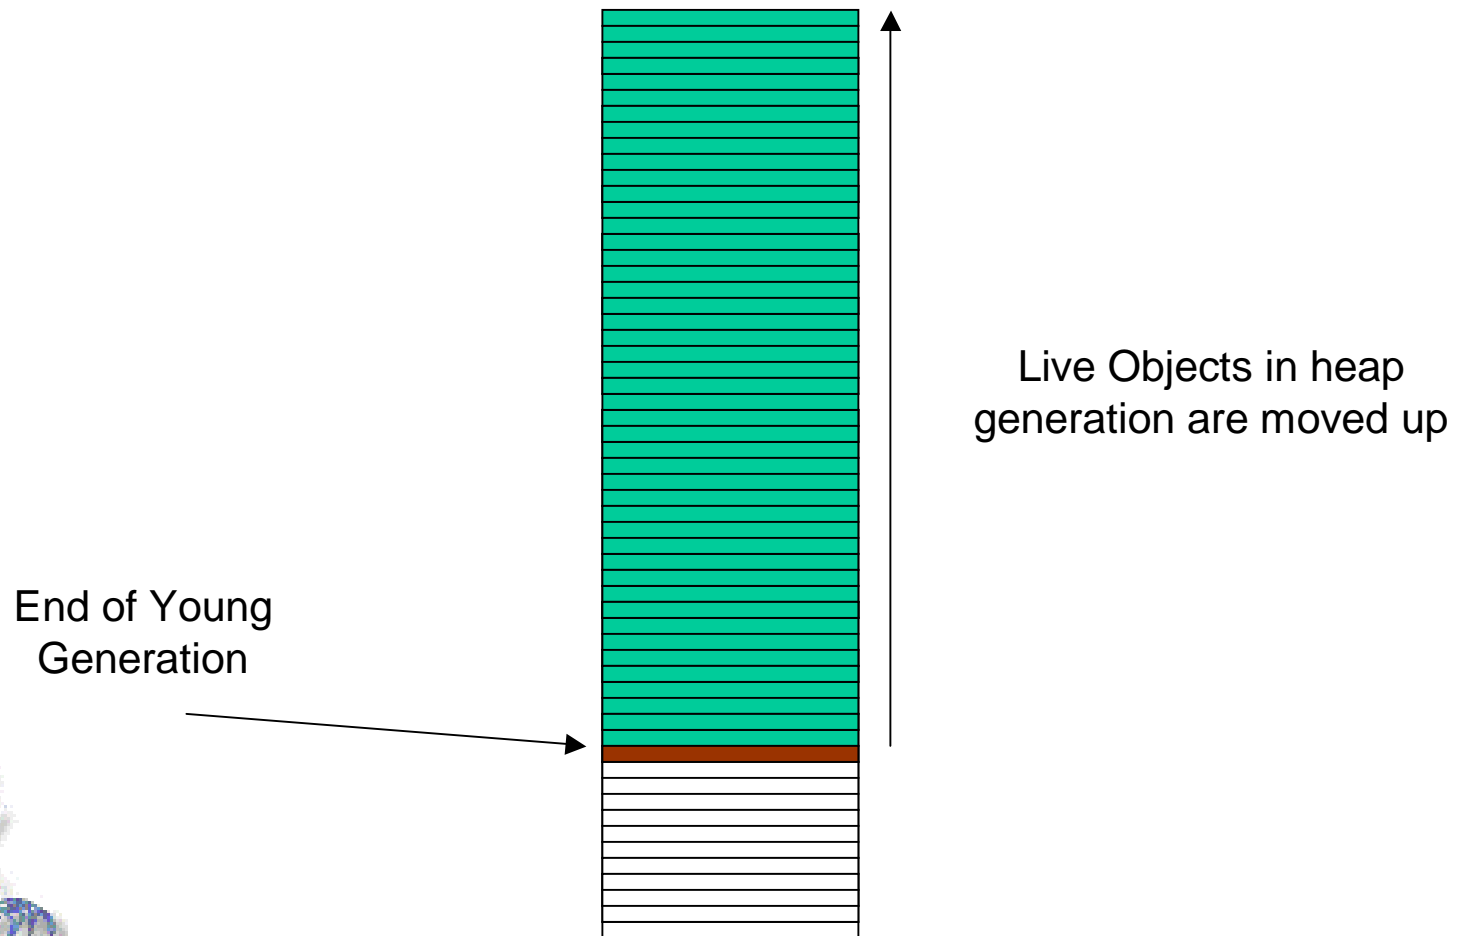 Live Objects in heap
generation are moved up
End of Young
Generation